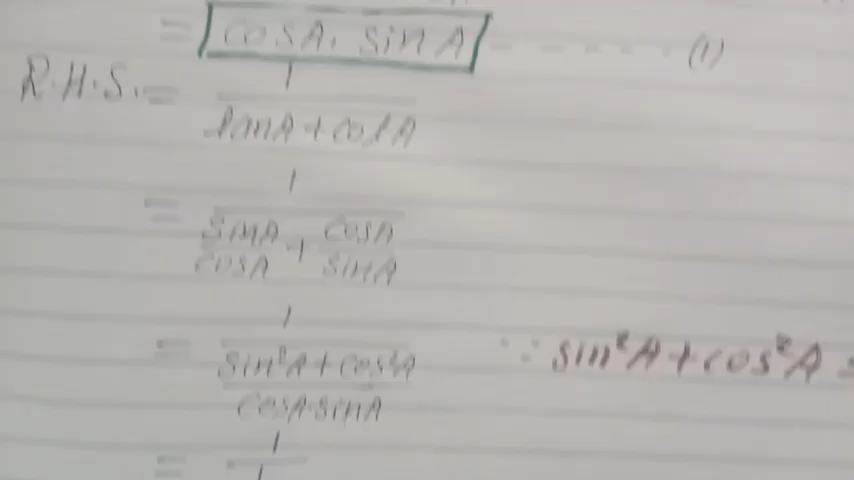 = cosA. sinA - - - - - - - (1)
R.H.S. = 1
tanA + cotA
= 1
sinA/cosA + cosA/sinA
= 1
sin²A + cos²A ∵ sin²A + cos²A =
cosA·sinA
= 1
1